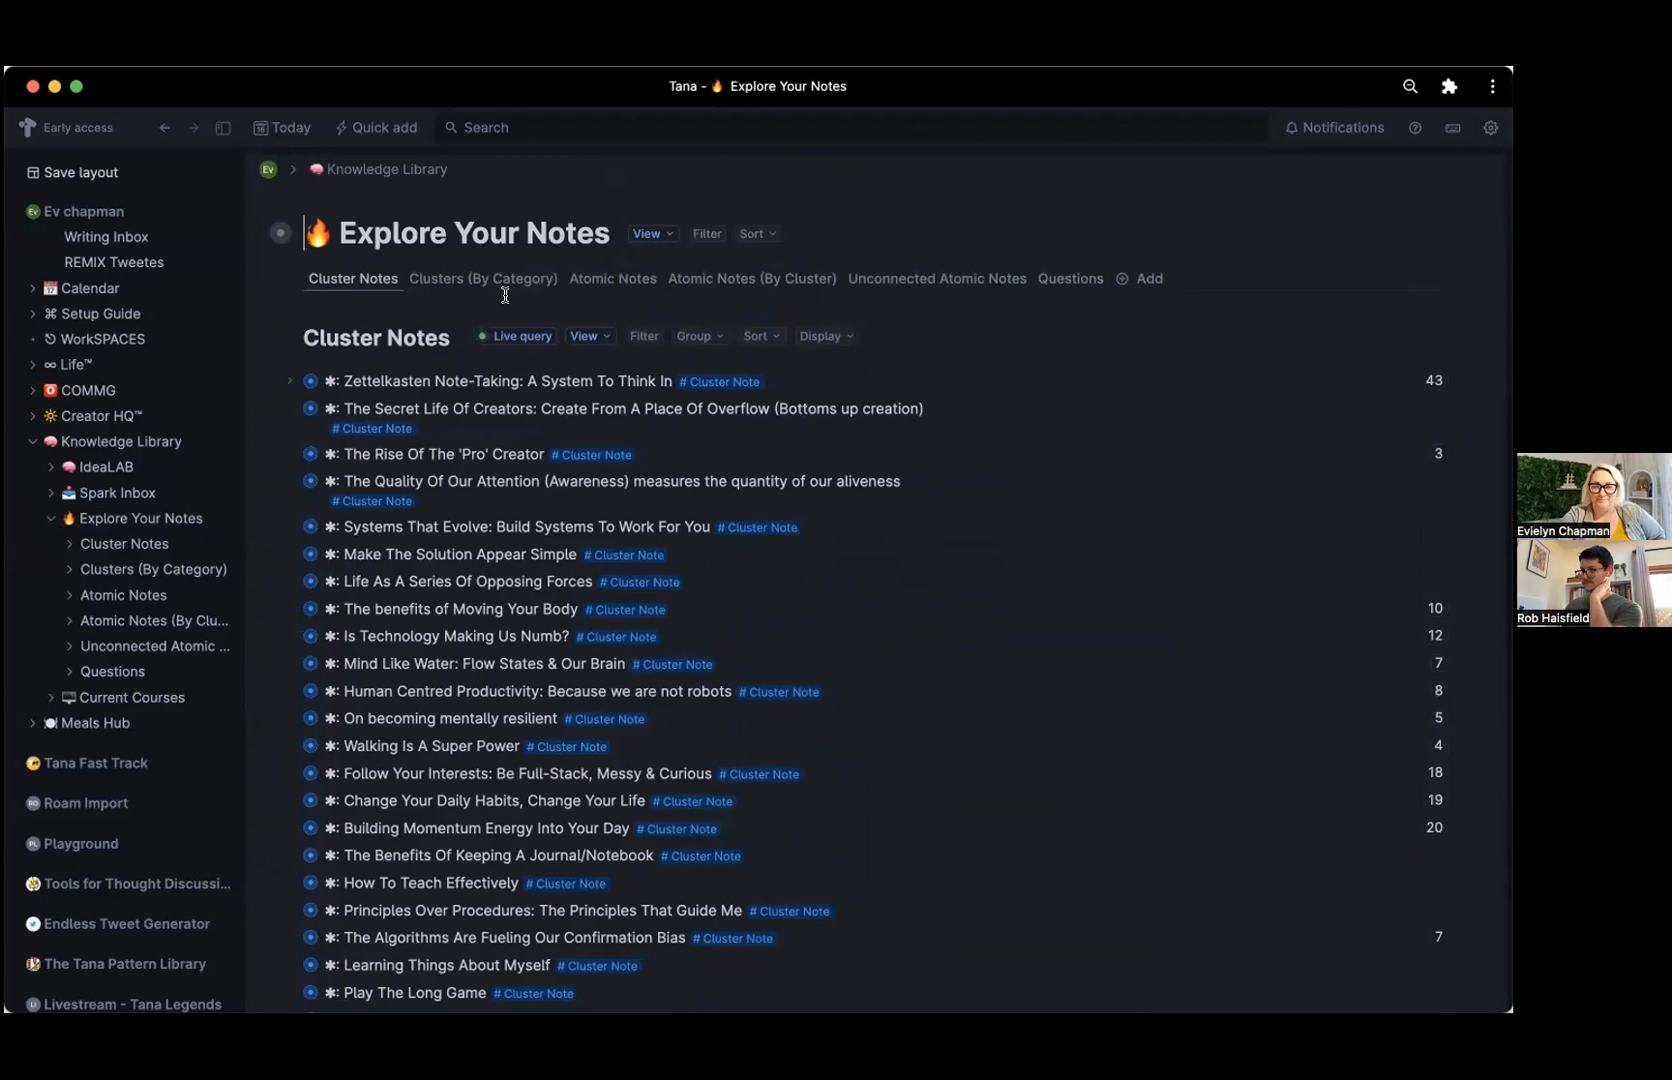 Tana - 🔥 Explore Your Notes
Early access
Today
Quick add
Search
Notifications
Save layout
Ev chapman
Writing Inbox
REMIX Tweetes
Calendar
Setup Guide
WorkSPACES
Life™
COMMG
Creator HQ™
Knowledge Library
IdeaLAB
Spark Inbox
Explore Your Notes
Cluster Notes
Clusters (By Category)
Atomic Notes
Atomic Notes (By Clu...
Unconnected Atomic ...
Questions
Current Courses
Meals Hub
Tana Fast Track
Roam Import
Playground
Tools for Thought Discussi...
Endless Tweet Generator
The Tana Pattern Library
Livestream - Tana Legends
Ev > 🧠 Knowledge Library
🔥 Explore Your Notes View Filter Sort
Cluster Notes Clusters (By Category) Atomic Notes Atomic Notes (By Cluster) Unconnected Atomic Notes Questions Add
Cluster Notes Live query View Filter Group Sort Display
✱: Zettelkasten Note-Taking: A System To Think In # Cluster Note 43
✱: The Secret Life Of Creators: Create From A Place Of Overflow (Bottoms up creation)
# Cluster Note
✱: The Rise Of The 'Pro' Creator # Cluster Note 3
✱: The Quality Of Our Attention (Awareness) measures the quantity of our aliveness
# Cluster Note
✱: Systems That Evolve: Build Systems To Work For You # Cluster Note
✱: Make The Solution Appear Simple # Cluster Note
✱: Life As A Series Of Opposing Forces # Cluster Note
✱: The benefits of Moving Your Body # Cluster Note 10
✱: Is Technology Making Us Numb? # Cluster Note 12
✱: Mind Like Water: Flow States & Our Brain # Cluster Note 7
✱: Human Centred Productivity: Because we are not robots # Cluster Note 8
✱: On becoming mentally resilient # Cluster Note 5
✱: Walking Is A Super Power # Cluster Note 4
✱: Follow Your Interests: Be Full-Stack, Messy & Curious # Cluster Note 18
✱: Change Your Daily Habits, Change Your Life # Cluster Note 19
✱: Building Momentum Energy Into Your Day # Cluster Note 20
✱: The Benefits Of Keeping A Journal/Notebook # Cluster Note
✱: How To Teach Effectively # Cluster Note
✱: Principles Over Procedures: The Principles That Guide Me # Cluster Note
✱: The Algorithms Are Fueling Our Confirmation Bias # Cluster Note 7
✱: Learning Things About Myself # Cluster Note
✱: Play The Long Game # Cluster Note
Evielyn Chapman
Rob Haisfield